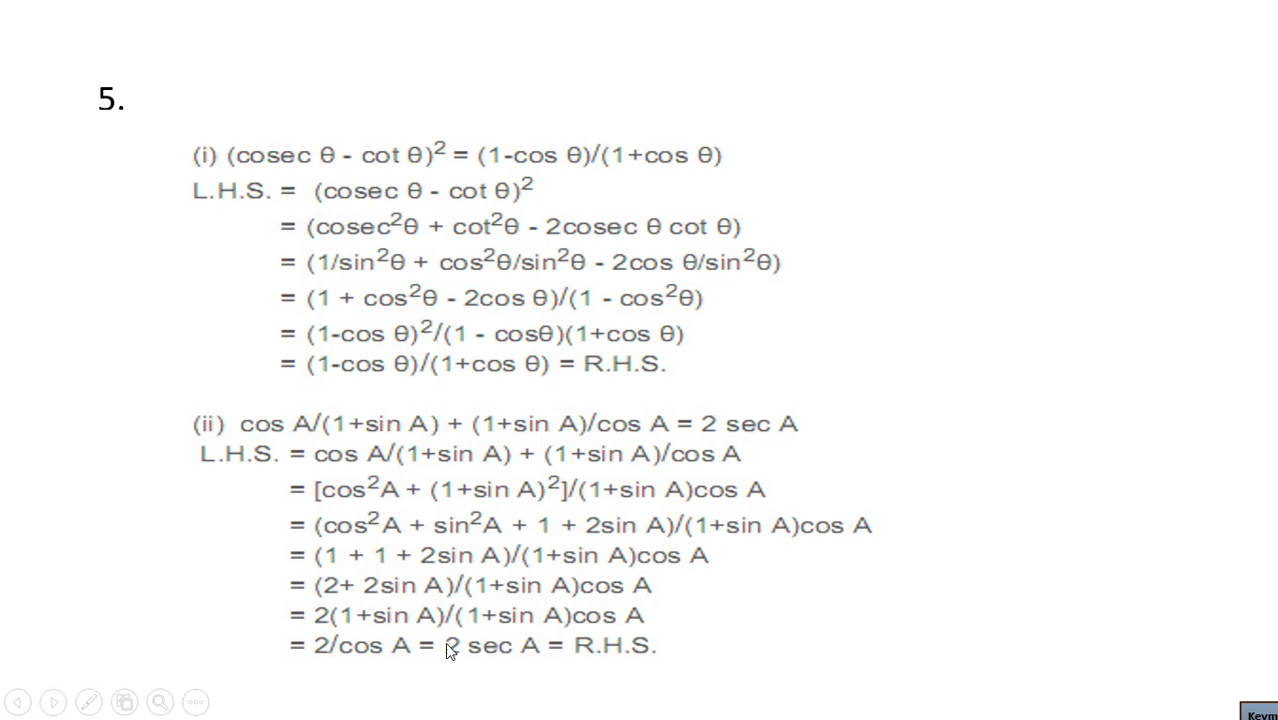 5.
(i) (cosec θ - cot θ)² = (1-cos θ)/(1+cos θ)
L.H.S. = (cosec θ - cot θ)²
= (cosec²θ + cot²θ - 2cosec θ cot θ)
= (1/sin²θ + cos²θ/sin²θ - 2cos θ/sin²θ)
= (1 + cos²θ - 2cos θ)/(1 - cos²θ)
= (1-cos θ)²/(1 - cosθ)(1+cos θ)
= (1-cos θ)/(1+cos θ) = R.H.S.
(ii) cos A/(1+sin A) + (1+sin A)/cos A = 2 sec A
L.H.S. = cos A/(1+sin A) + (1+sin A)/cos A
= [cos²A + (1+sin A)²]/(1+sin A)cos A
= (cos²A + sin²A + 1 + 2sin A)/(1+sin A)cos A
= (1 + 1 + 2sin A)/(1+sin A)cos A
= (2+ 2sin A)/(1+sin A)cos A
= 2(1+sin A)/(1+sin A)cos A
= 2/cos A = 2 sec A = R.H.S.